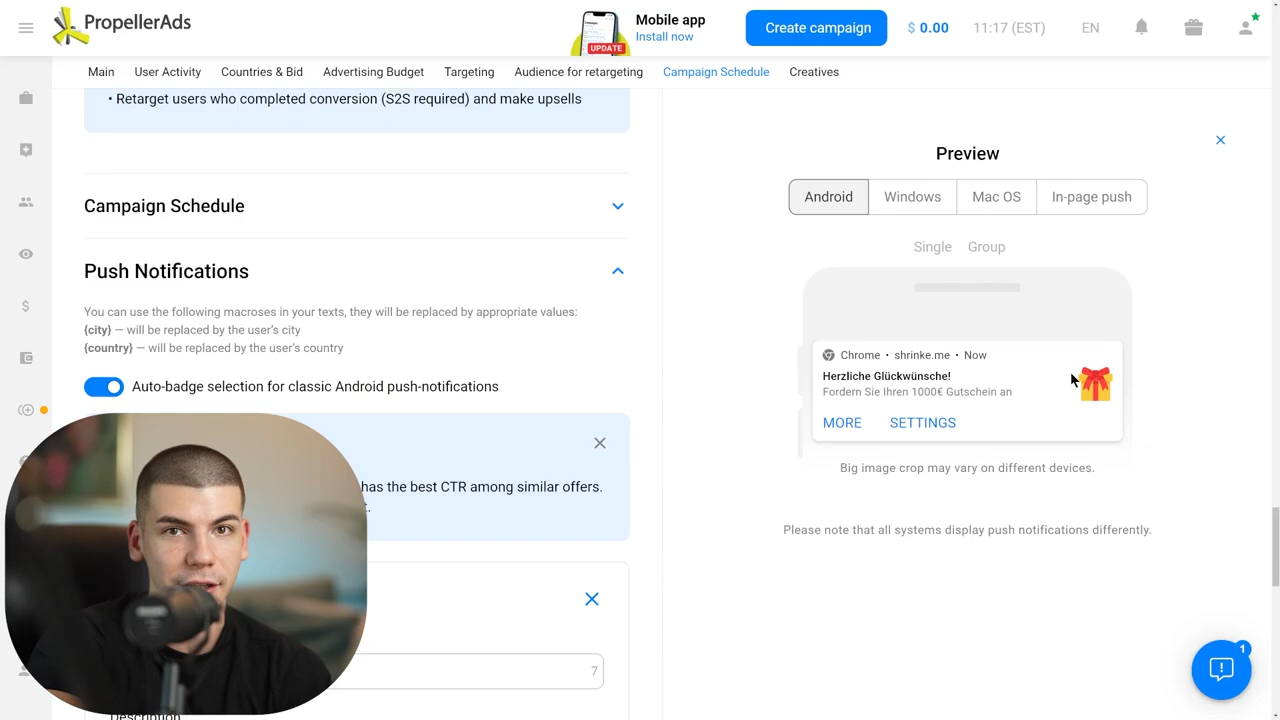 PropellerAds
Mobile app
Install now
UPDATE
Create campaign
$ 0.00
11:17 (EST)
EN
Main
User Activity
Countries & Bid
Advertising Budget
Targeting
Audience for retargeting
Campaign Schedule
Creatives
• Retarget users who completed conversion (S2S required) and make upsells
Campaign Schedule
Push Notifications
You can use the following macroses in your texts, they will be replaced by appropriate values:
{city} — will be replaced by the user's city
{country} — will be replaced by the user's country
Auto-badge selection for classic Android push-notifications
has the best CTR among similar offers.
t.
7
Description
Preview
Android
Windows
Mac OS
In-page push
Single
Group
Chrome • shrinke.me • Now
Herzliche Glückwünsche!
Fordern Sie Ihren 1000€ Gutschein an
MORE
SETTINGS
Big image crop may vary on different devices.
Please note that all systems display push notifications differently.
1